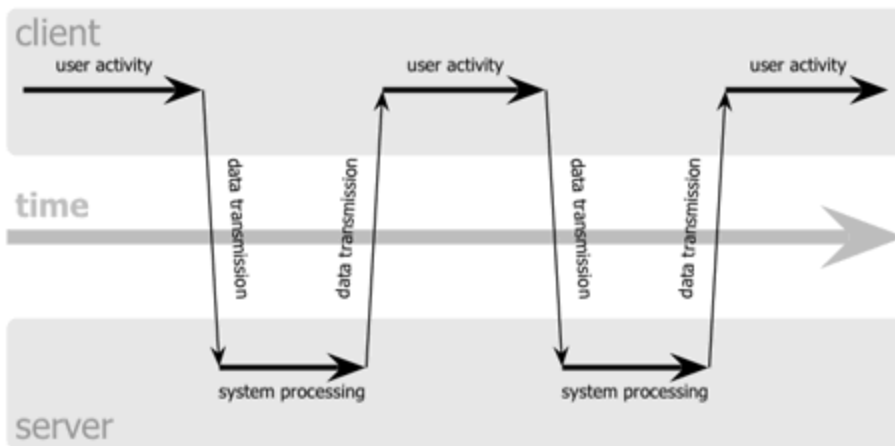 client
user activity
user activity
user activity
data transmission
data transmission
data transmission
data transmission
time
system processing
system processing
server